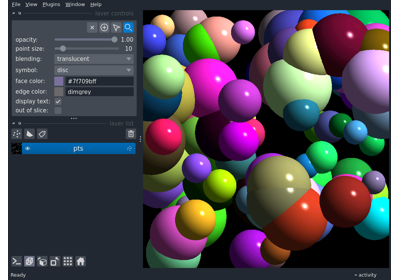 File View Plugins Window Help
layer controls
opacity: 1.00
point size: 10
blending: translucent
symbol: disc
face color: #7f709bff
edge color: dimgrey
display text:
out of slice:
layer list
pts
Ready
activity